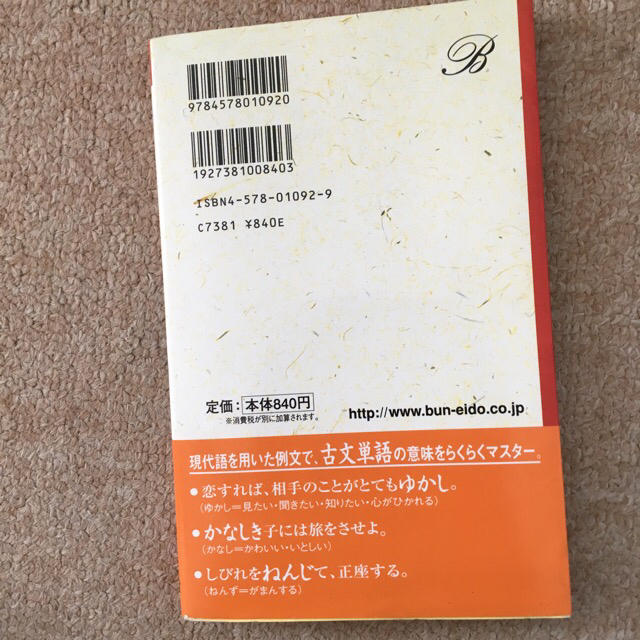 B
9784578010920
1927381008403
ISBN4-578-01092-9
C7381 ¥840E
定価：本体840円
※消費税が別に加算されます。
http://www.bun-eido.co.jp
現代語を用いた例文で、古文単語の意味をらくらくマスター。
●恋すれば、相手のことがとてもゆかし。
（ゆかし＝見たい・聞きたい・知りたい・心がひかれる）
●かなしき子には旅をさせよ。
（かなし＝かわいい・いとしい）
●しびれをねんじて、正座する。
（ねんず＝がまんする）